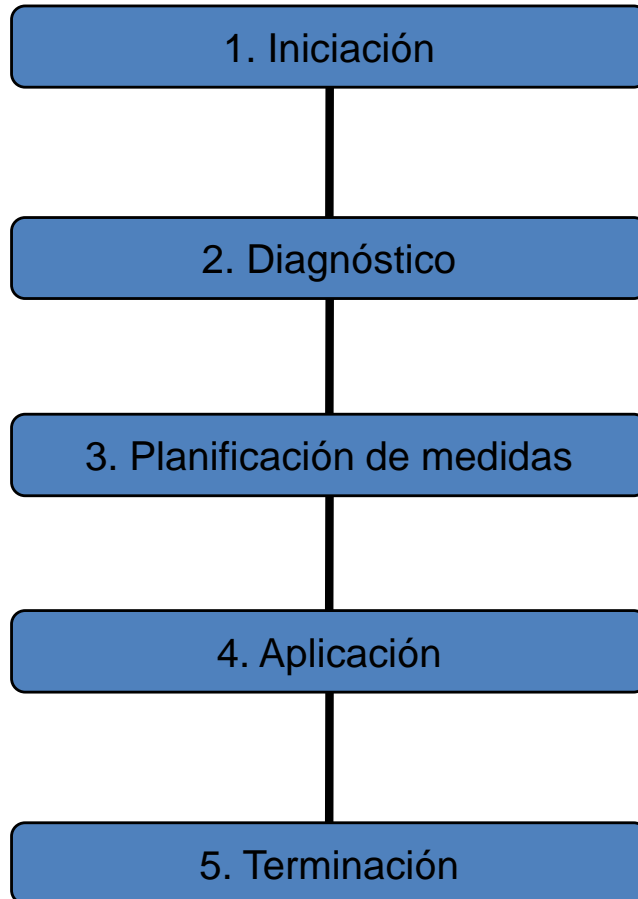 1. Iniciación
2. Diagnóstico
3. Planificación de medidas
4. Aplicación
5. Terminación